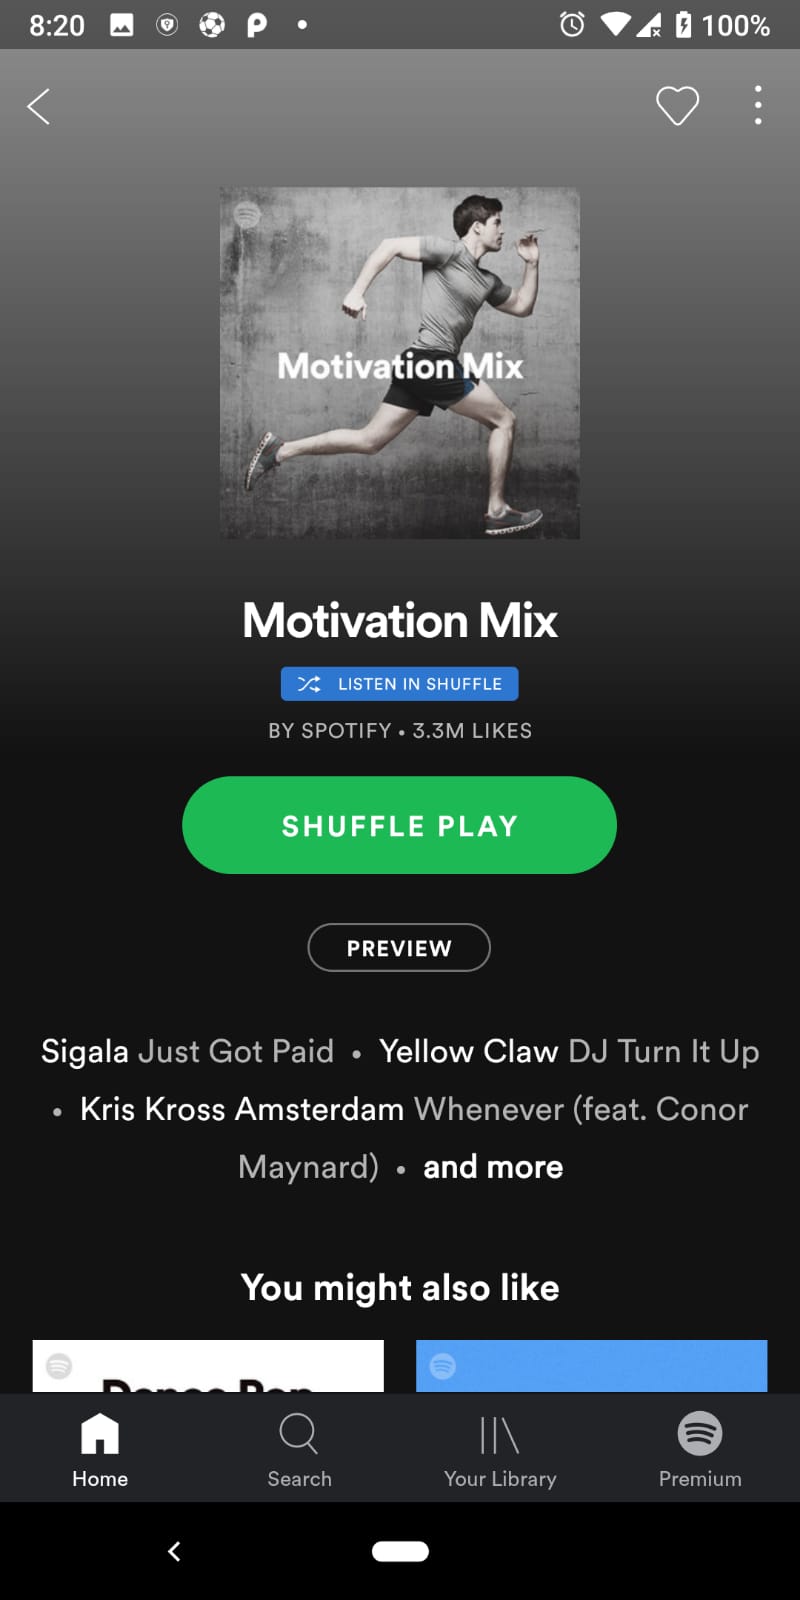 8:20
100%
Motivation Mix
Motivation Mix
LISTEN IN SHUFFLE
BY SPOTIFY • 3.3M LIKES
SHUFFLE PLAY
PREVIEW
Sigala Just Got Paid • Yellow Claw DJ Turn It Up
• Kris Kross Amsterdam Whenever (feat. Conor
Maynard) • and more
You might also like
Dance Pop
Home
Search
Your Library
Premium